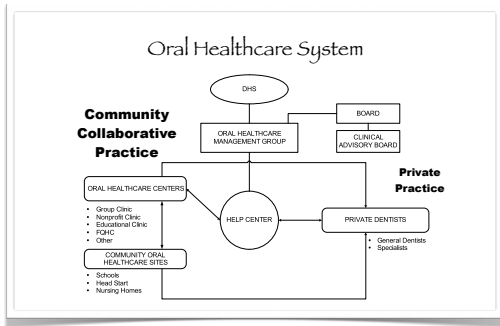 Oral Healthcare System
DHS
Community
Collaborative
Practice
ORAL HEALTHCARE
MANAGEMENT GROUP
BOARD
CLINICAL
ADVISORY BOARD
Private
Practice
ORAL HEALTHCARE CENTERS
• Group Clinic
• Nonprofit Clinic
• Educational Clinic
• FQHC
• Other
HELP CENTER
PRIVATE DENTISTS
• General Dentists
• Specialists
COMMUNITY ORAL
HEALTHCARE SITES
• Schools
• Head Start
• Nursing Homes